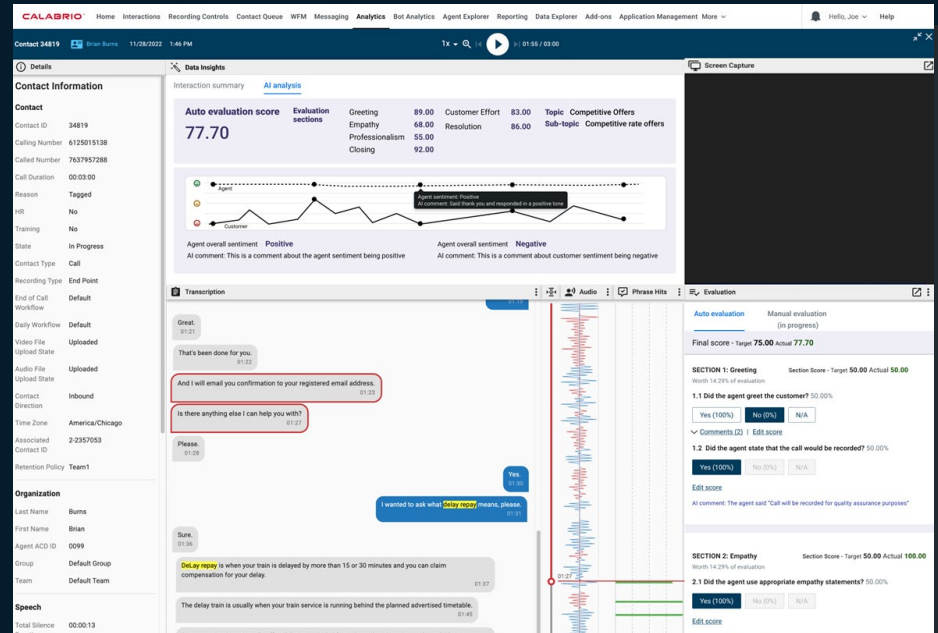 CALABRIO Home Interactions Recording Controls Contact Queue WFM Messaging Analytics Bot Analytics Agent Explorer Reporting Data Explorer Add-ons Application Management More Hello, Joe Help
Contact 34819 Brian Burns 11/28/2022 1:46 PM 1x 01:55 / 03:00
Details
Contact Information
Contact
Contact ID 34819
Calling Number 6125015138
Called Number 7637957288
Call Duration 00:03:00
Reason Tagged
HR No
Training No
State In Progress
Contact Type Call
Recording Type End Point
End of Call Workflow Default
Daily Workflow Default
Video File Upload State Uploaded
Audio File Upload State Uploaded
Contact Direction Inbound
Time Zone America/Chicago
Associated Contact ID 2-2357053
Retention Policy Team1
Organization
Last Name Burns
First Name Brian
Agent ACD ID 0099
Group Default Group
Team Default Team
Speech
Total Silence 00:00:13
Data Insights
Interaction summary AI analysis
Auto evaluation score
77.70
Evaluation sections
Greeting 89.00
Empathy 68.00
Professionalism 55.00
Closing 92.00
Customer Effort 83.00
Resolution 86.00
Topic Competitive Offers
Sub-topic Competitive rate offers
Agent
Agent sentiment: Positive
AI comment: Said thank you and responded in a positive tone
Customer
Agent overall sentiment Positive
AI comment: This is a comment about the agent sentiment being positive
Agent overall sentiment Negative
AI comment: This is a comment about customer sentiment being negative
Transcription
Great.
01:21
That's been done for you.
01:22
And I will email you confirmation to your registered email address.
01:23
Is there anything else I can help you with?
01:27
Please.
01:28
Yes.
01:30
I wanted to ask what delay repay means, please.
01:31
Sure.
01:36
DeLay repay is when your train is delayed by more than 15 or 30 minutes and you can claim
compensation for your delay.
01:37
The delay train is usually when your train service is running behind the planned advertised timetable.
01:45
Audio Phrase Hits
01:27
Screen Capture
Evaluation
Auto evaluation Manual evaluation
(in progress)
Final score - Target 75.00 Actual 77.70
SECTION 1: Greeting Section Score - Target 50.00 Actual 50.00
Worth 14.29% of evaluation
1.1 Did the agent greet the customer? 50.00%
Yes (100%) No (0%) N/A
Comments (2) | Edit score
1.2 Did the agent state that the call would be recorded? 50.00%
Yes (100%) No (0%) N/A
Edit score
AI comment: The agent said "Call will be recorded for quality assurance purposes"
SECTION 2: Empathy Section Score - Target 50.00 Actual 100.00
Worth 14.29% of evaluation
2.1 Did the agent use appropriate empathy statements? 50.00%
Yes (100%) No (0%) N/A
Edit score